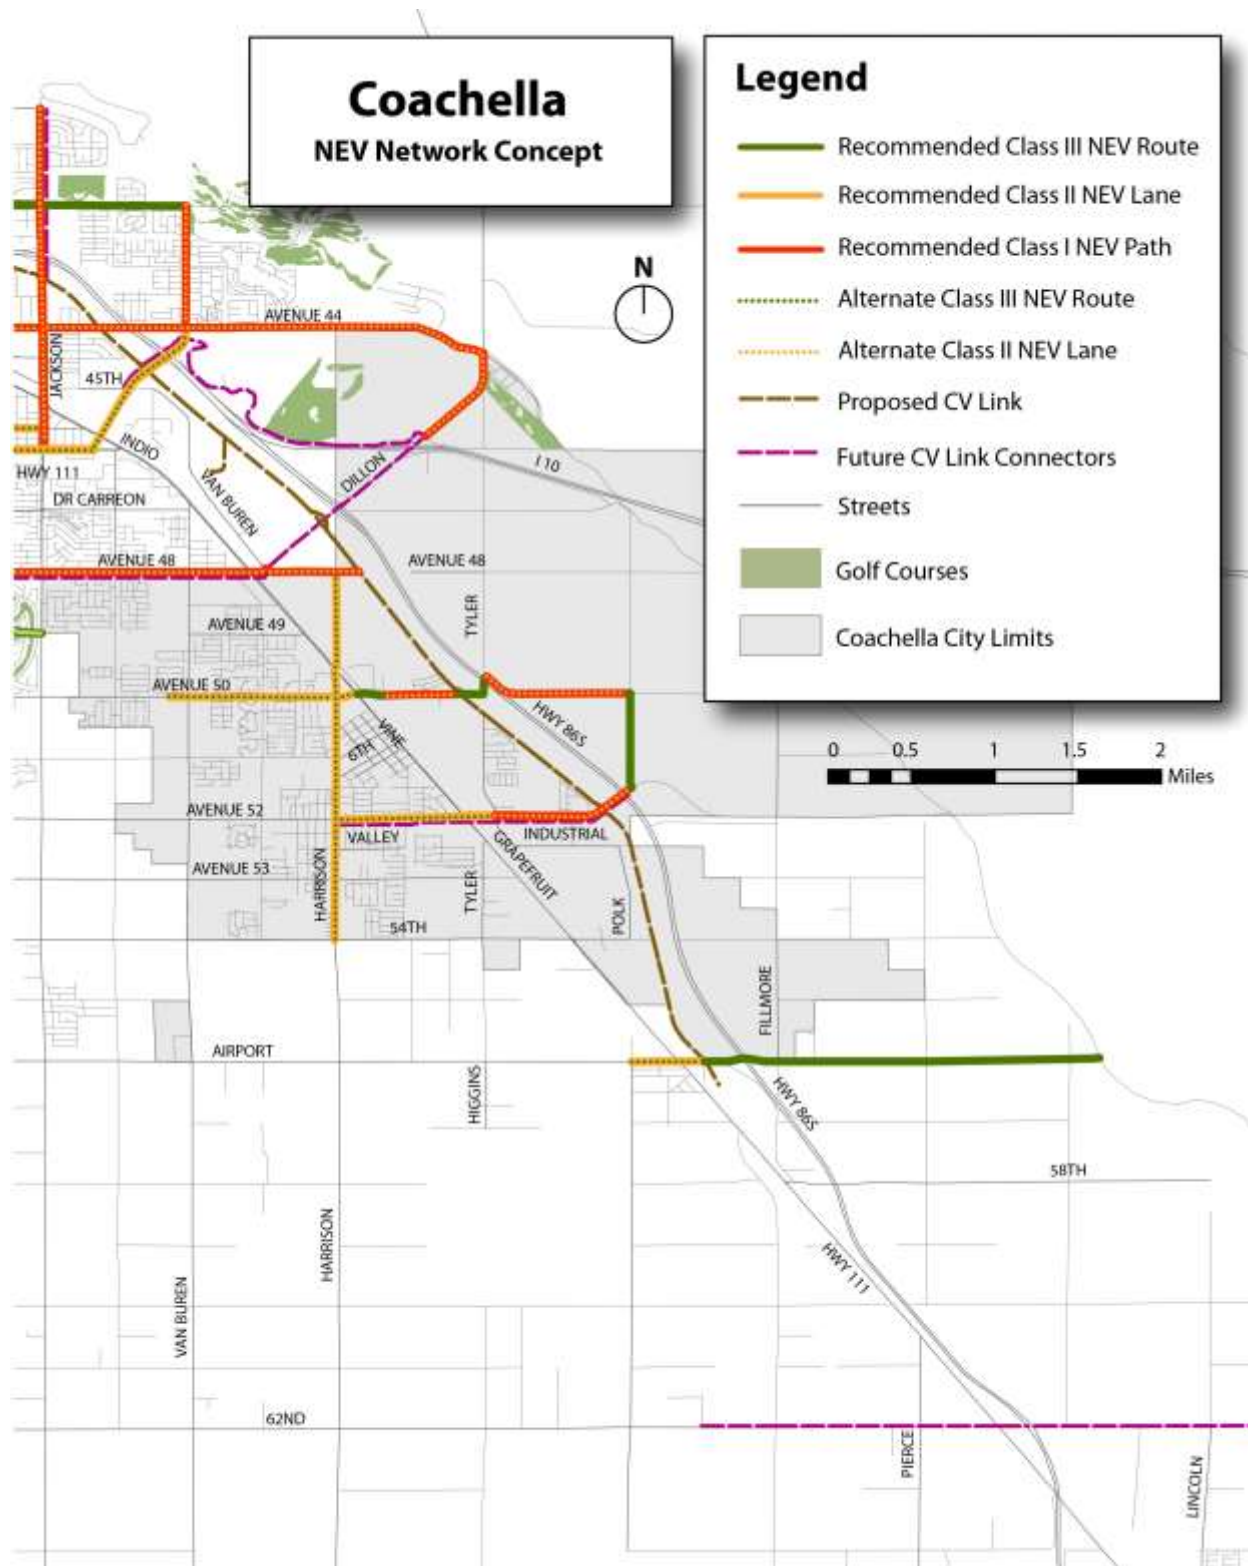 Coachella
NEV Network Concept
Legend
Recommended Class III NEV Route
Recommended Class II NEV Lane
Recommended Class I NEV Path
Alternate Class III NEV Route
Alternate Class II NEV Lane
Proposed CV Link
Future CV Link Connectors
Streets
Golf Courses
Coachella City Limits
N
AVENUE 44
JACKSON
45TH
INDIO
HWY 111
DR CARREON
VAN BUREN
DILLON
I 10
AVENUE 48
AVENUE 48
TYLER
AVENUE 49
AVENUE 50
HWY 86S
VINE
6TH
0 0.5 1 1.5 2
Miles
AVENUE 52
VALLEY
INDUSTRIAL
GRAPEFRUIT
AVENUE 53
HARRISON
TYLER
POLK
54TH
FILLMORE
AIRPORT
HIGGINS
HWY 86S
58TH
HARRISON
HWY 111
VAN BUREN
62ND
PIERCE
LINCOLN